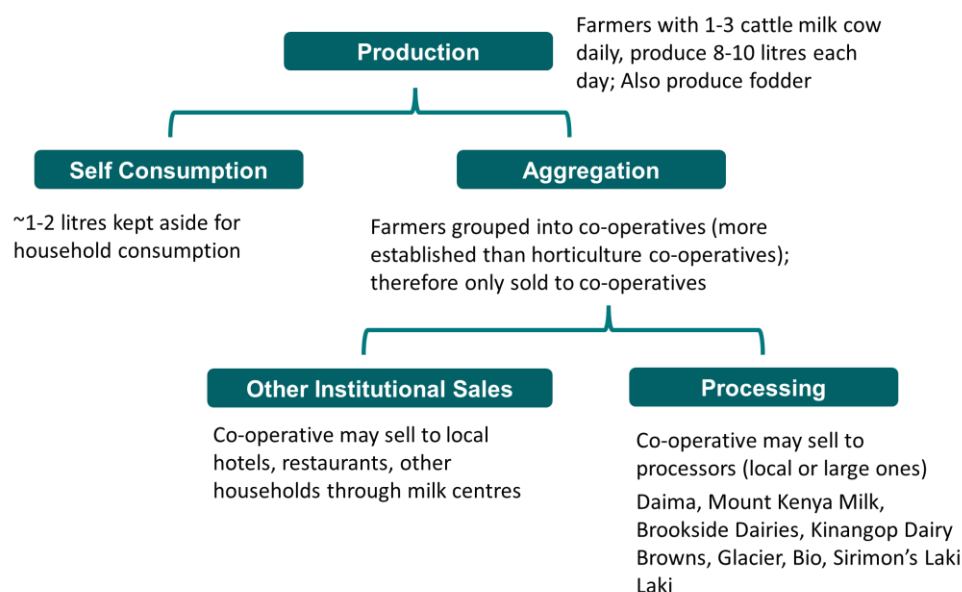 Production
Farmers with 1-3 cattle milk cow
daily, produce 8-10 litres each
day; Also produce fodder
Self Consumption
~1-2 litres kept aside for
household consumption
Aggregation
Farmers grouped into co-operatives (more
established than horticulture co-operatives);
therefore only sold to co-operatives
Other Institutional Sales
Co-operative may sell to local
hotels, restaurants, other
households through milk centres
Processing
Co-operative may sell to
processors (local or large ones)
Daima, Mount Kenya Milk,
Brookside Dairies, Kinangop Dairy
Browns, Glacier, Bio, Sirimon’s Laki
Laki